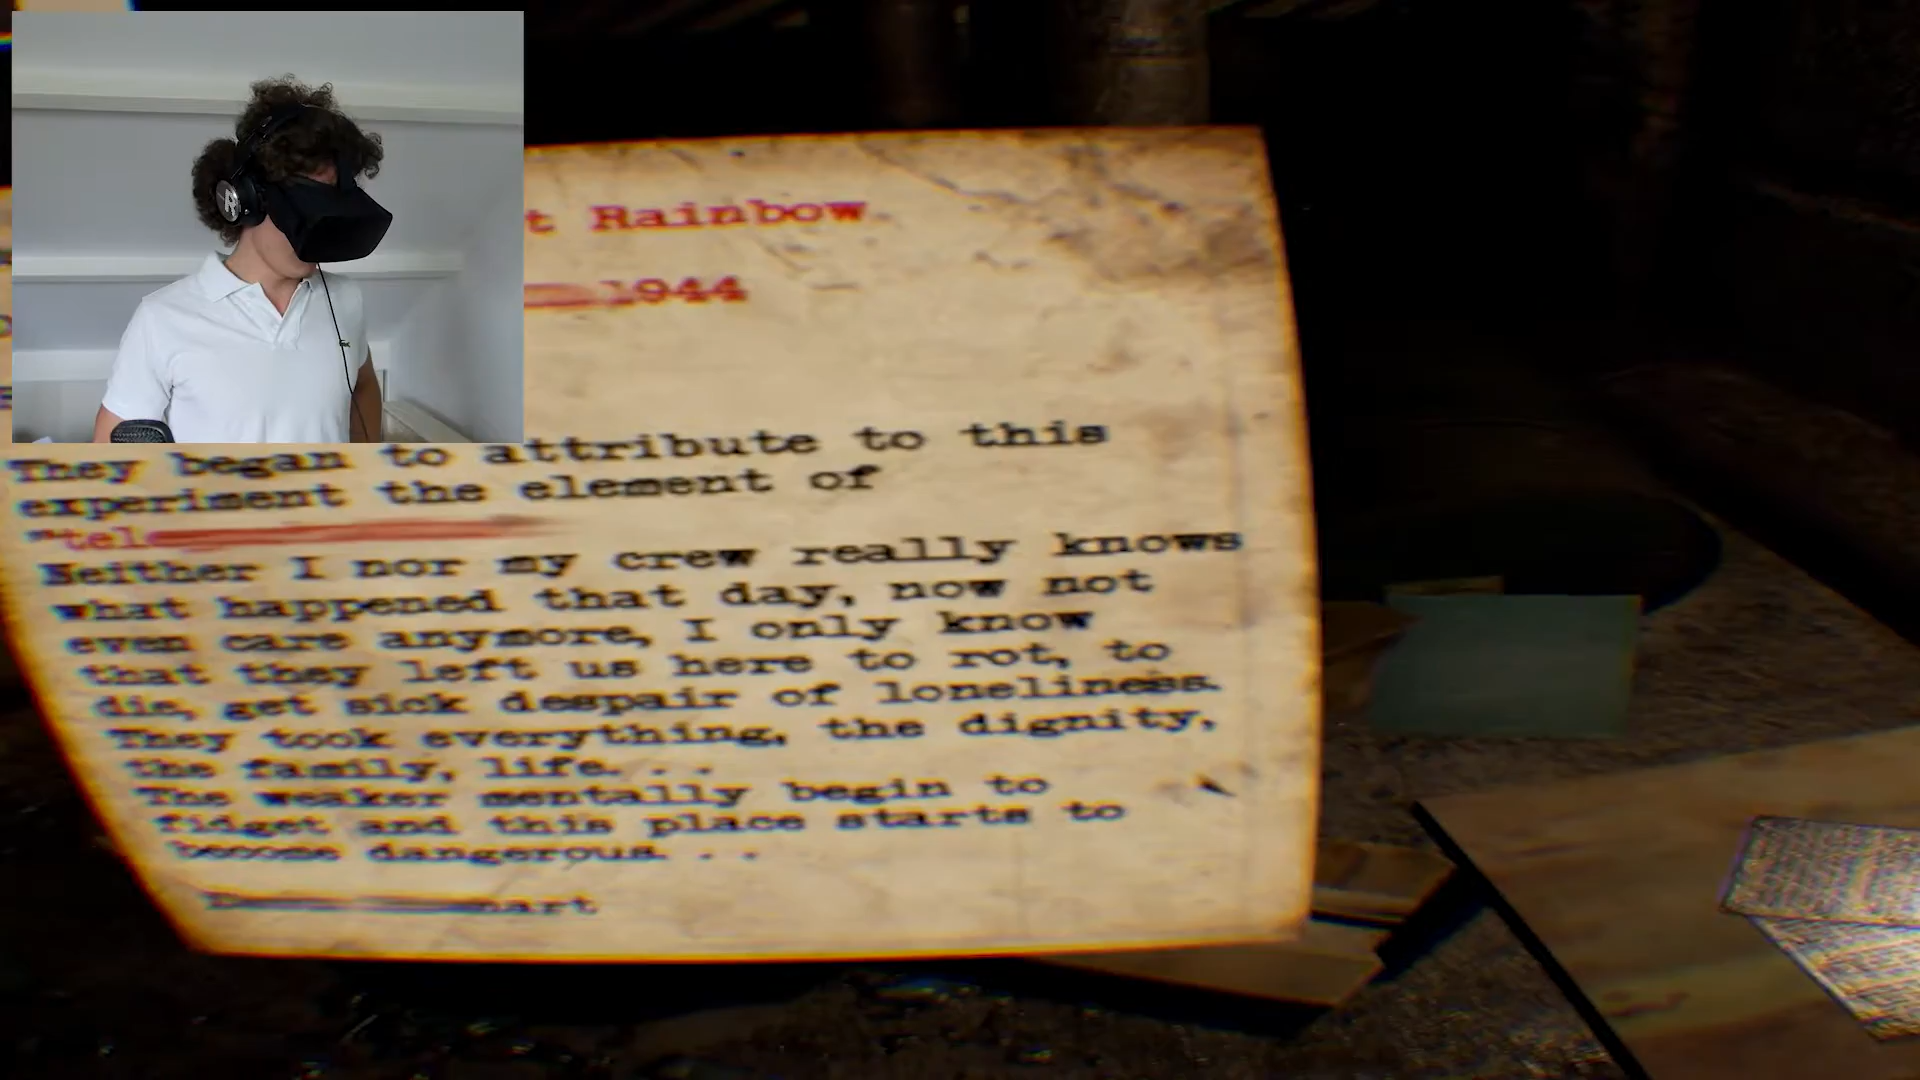 t Rainbow
1944
They began to attribute to this
experiment the element of
"tele
Neither I nor my crew really knows
what happened that day, now not
even care anymore, I only know
that they left us here to rot, to
die, get sick despair of loneliness.
They took everything, the dignity,
the family, life. . .
The weaker mentally begin to
fidget and this place starts to
become dangerous. . .
hart